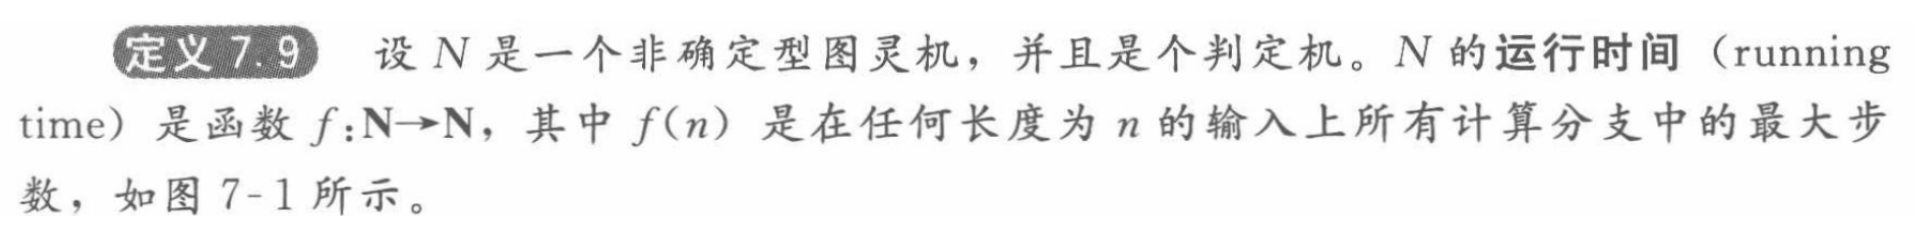 定义 7.9 设 N 是一个非确定型图灵机，并且是个判定机。N 的运行时间（running
time）是函数 f:N→N，其中 f(n) 是在任何长度为 n 的输入上所有计算分支中的最大步
数，如图 7-1 所示。